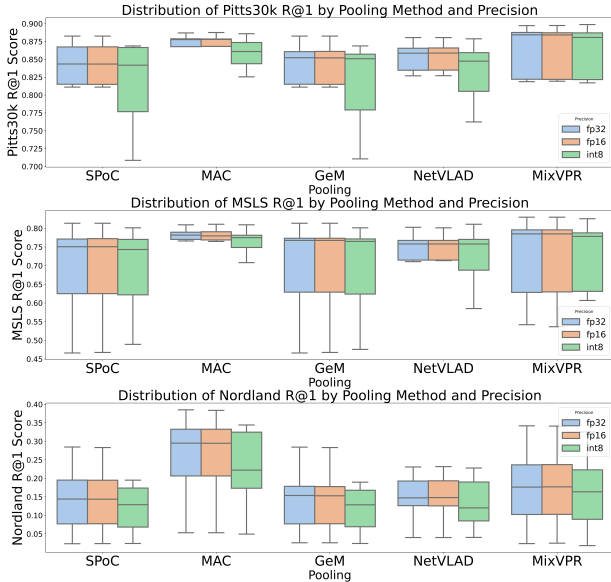 Distribution of Pitts30k R@1 by Pooling Method and Precision
Pitts30k R@1 Score
0.900
0.875
0.850
0.825
0.800
0.775
0.750
0.725
0.700
Precision
fp32
fp16
int8
SPoC MAC GeM NetVLAD MixVPR
Pooling
Distribution of MSLS R@1 by Pooling Method and Precision
MSLS R@1 Score
0.80
0.75
0.70
0.65
0.60
0.55
0.50
0.45
Precision
fp32
fp16
int8
SPoC MAC GeM NetVLAD MixVPR
Pooling
Distribution of Nordland R@1 by Pooling Method and Precision
Nordland R@1 Score
0.40
0.35
0.30
0.25
0.20
0.15
0.10
0.05
Precision
fp32
fp16
int8
SPoC MAC GeM NetVLAD MixVPR
Pooling